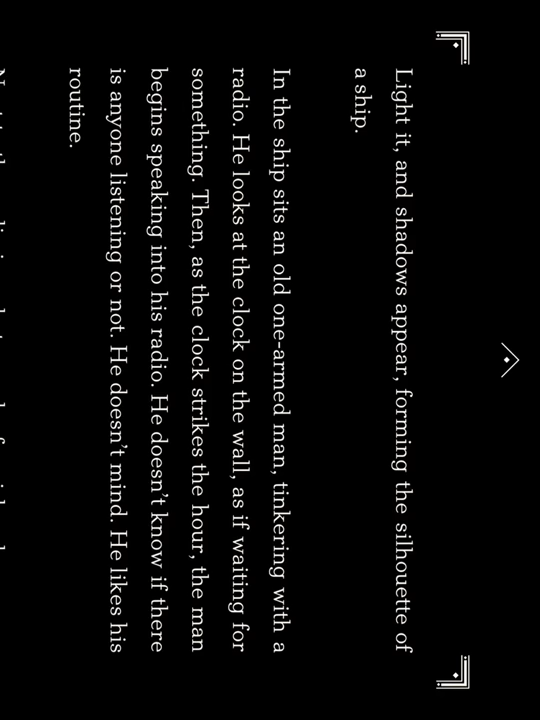 Light it, and shadows appear, forming the silhouette of
a ship.
In the ship sits an old one-armed man, tinkering with a
radio. He looks at the clock on the wall, as if waiting for
something. Then, as the clock strikes the hour, the man
begins speaking into his radio. He doesn’t know if there
is anyone listening or not. He doesn’t mind. He likes his
routine.